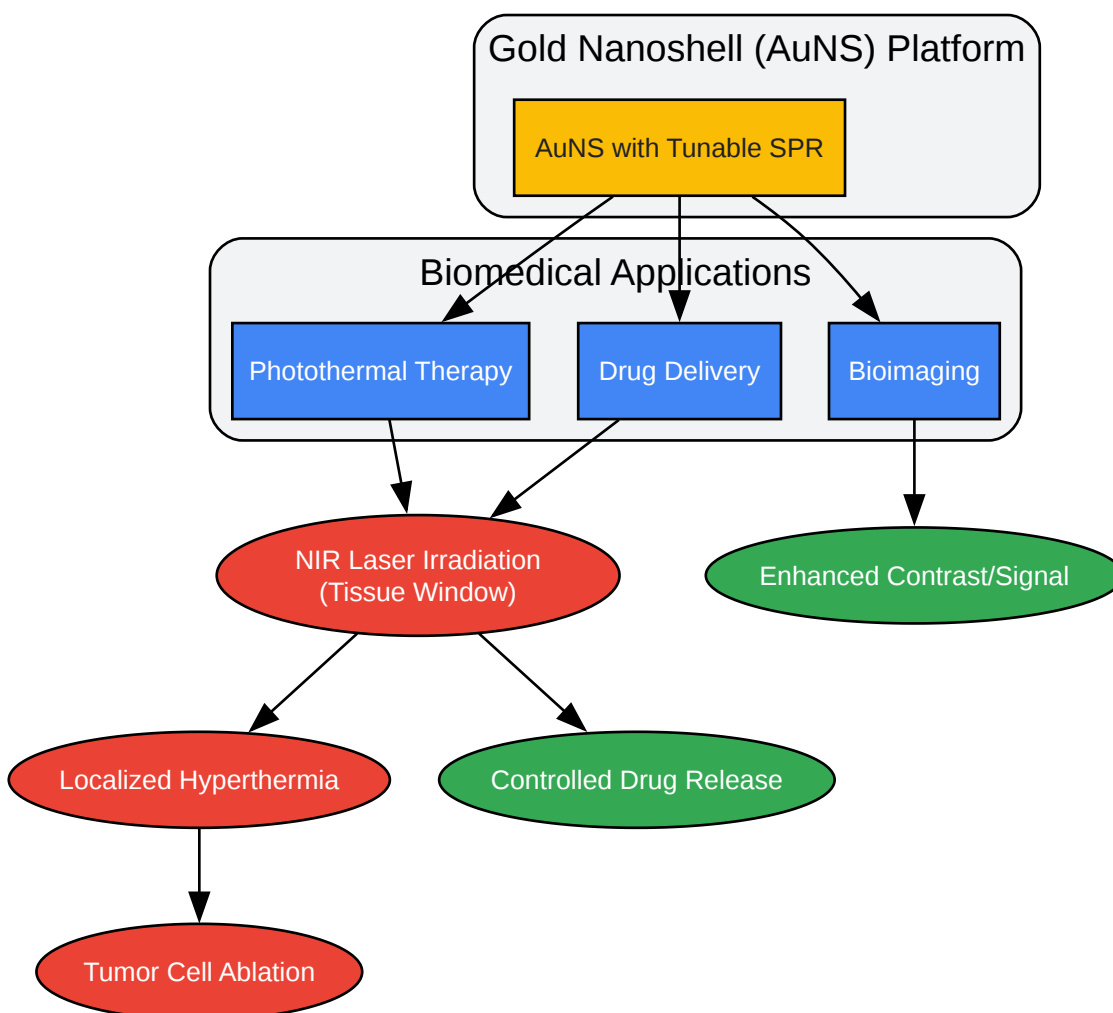 Gold Nanoshell (AuNS) Platform
AuNS with Tunable SPR
Biomedical Applications
Photothermal Therapy
Drug Delivery
Bioimaging
NIR Laser Irradiation
(Tissue Window)
Enhanced Contrast/Signal
Localized Hyperthermia
Controlled Drug Release
Tumor Cell Ablation